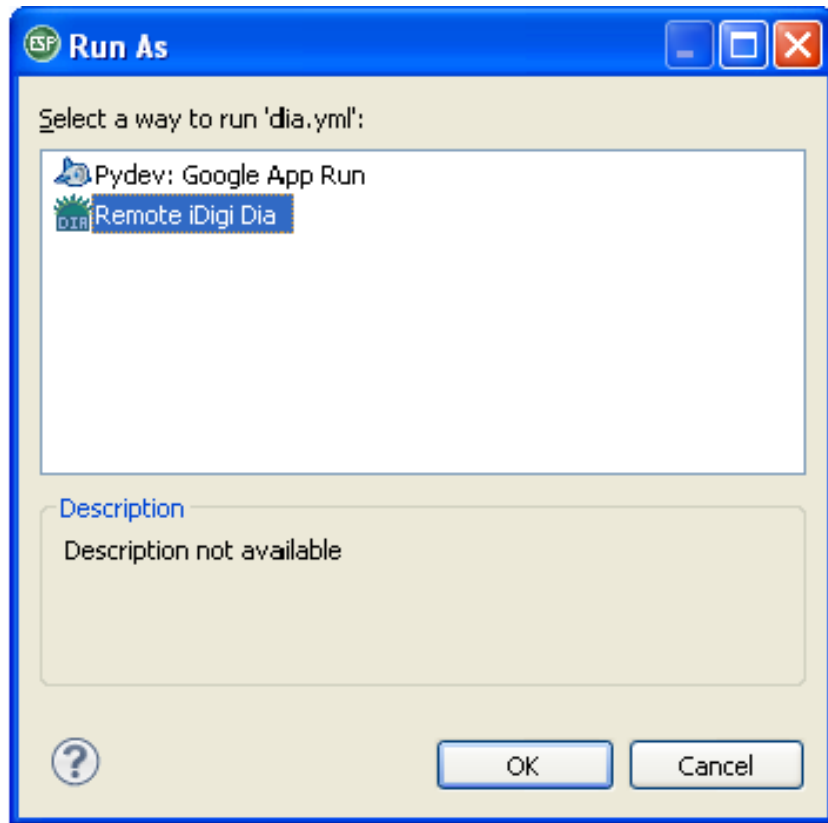 ESP Run As
Select a way to run 'dia.yml':
Pydev: Google App Run
DIA Remote iDigi Dia
Description
Description not available
?
OK Cancel